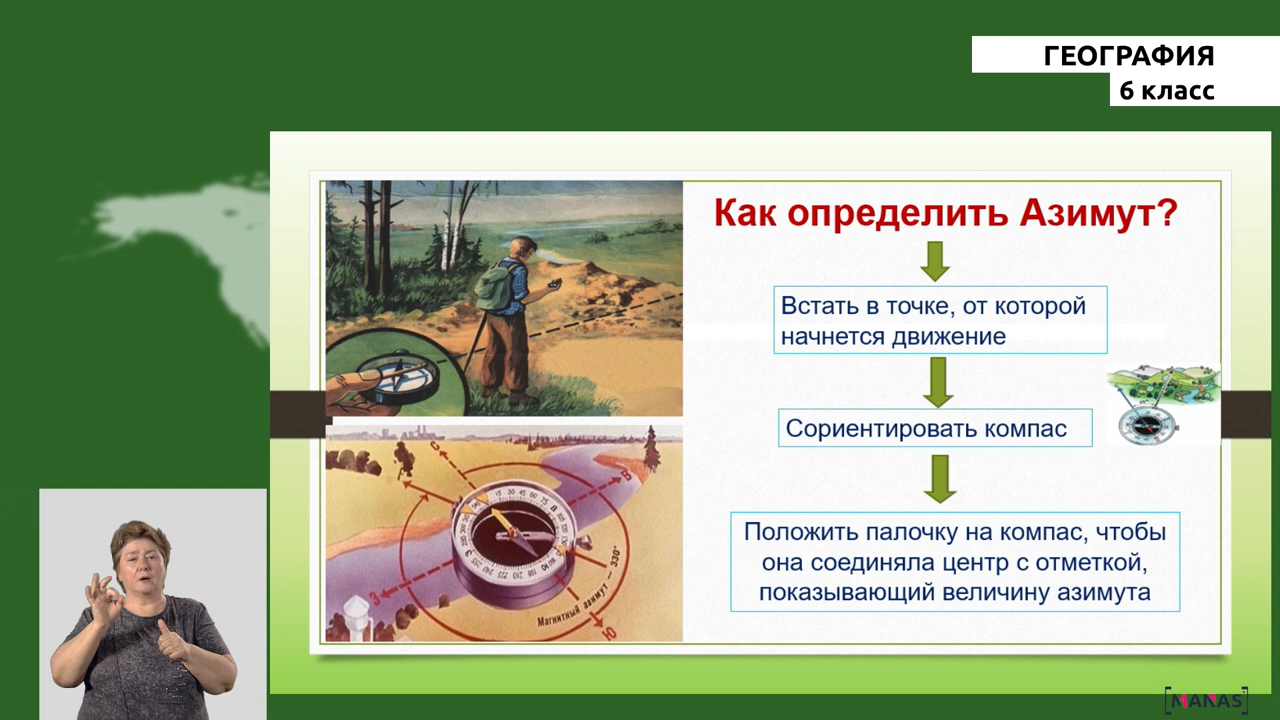 ГЕОГРАФИЯ
6 класс
Как определить Азимут?
Встать в точке, от которой
начнется движение
Сориентировать компас
Положить палочку на компас, чтобы
она соединяла центр с отметкой,
показывающий величину азимута
С
В
З
Ю
Магнитный азимут — 330°
[MANAS]